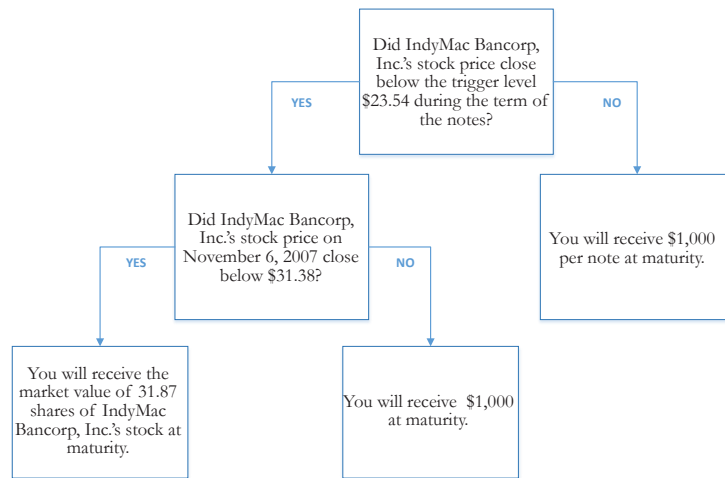 Did IndyMac Bancorp,
Inc.'s stock price close
below the trigger level
$23.54 during the term of
the notes?
YES
NO
Did IndyMac Bancorp,
Inc.'s stock price on
November 6, 2007 close
below $31.38?
You will receive $1,000
per note at maturity.
YES
NO
You will receive the
market value of 31.87
shares of IndyMac
Bancorp, Inc.'s stock at
maturity.
You will receive $1,000
at maturity.